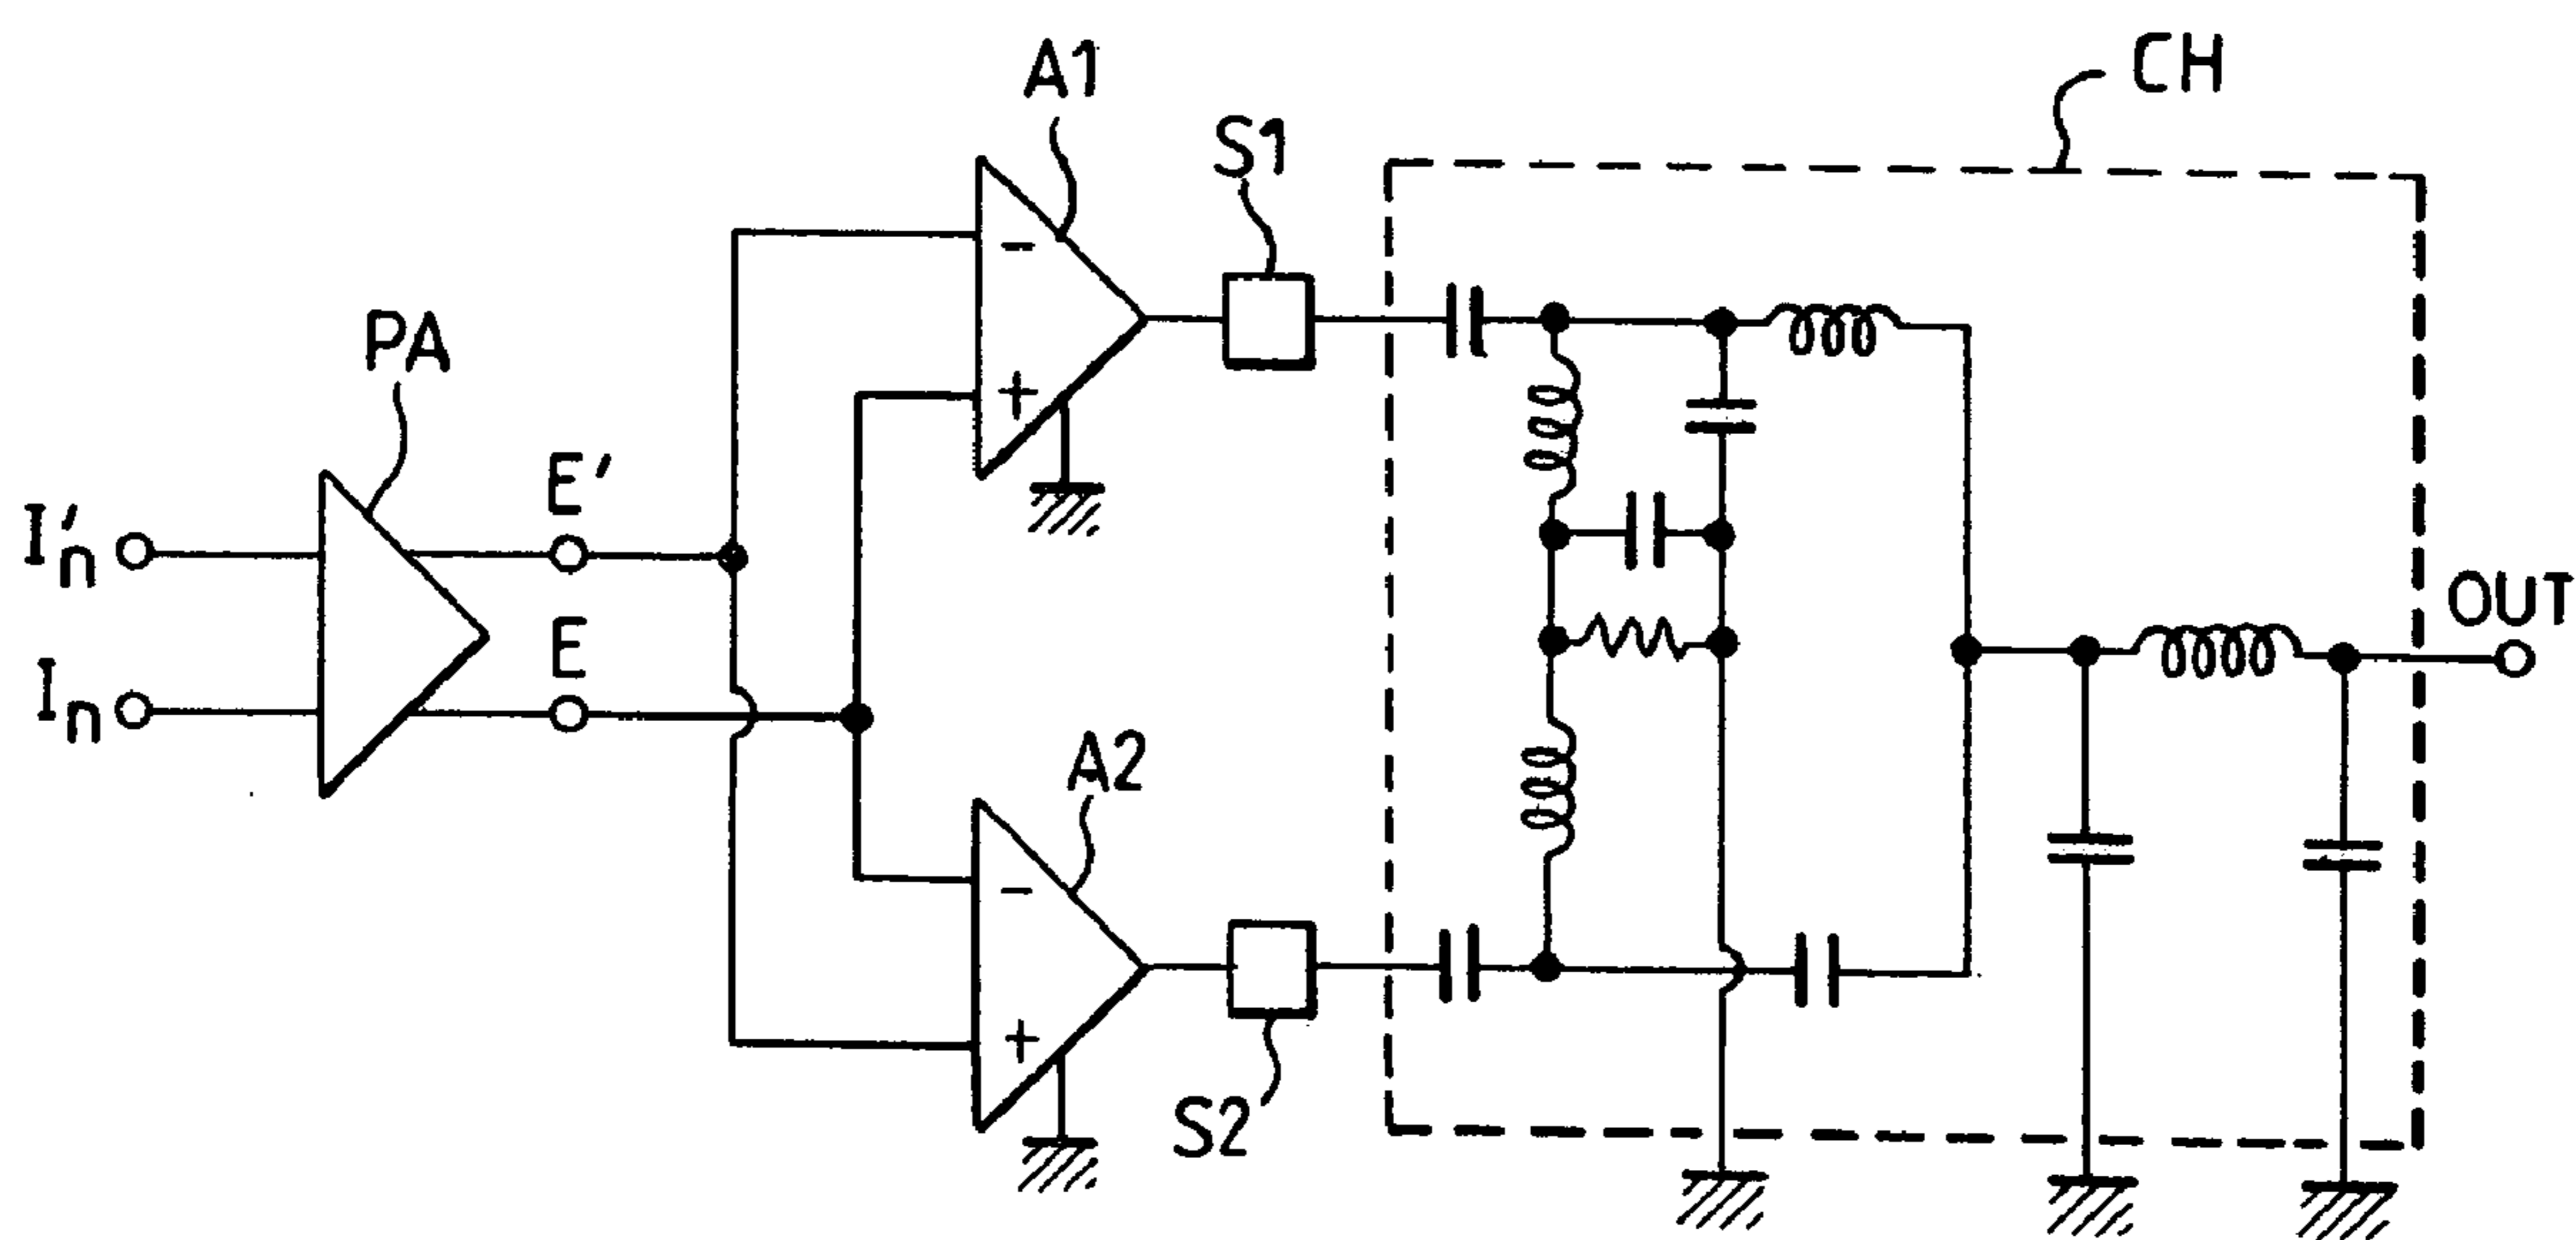 A1
CH
S1
PA
E'
I'n
OUT
E
In
A2
S2
-
+
-
+